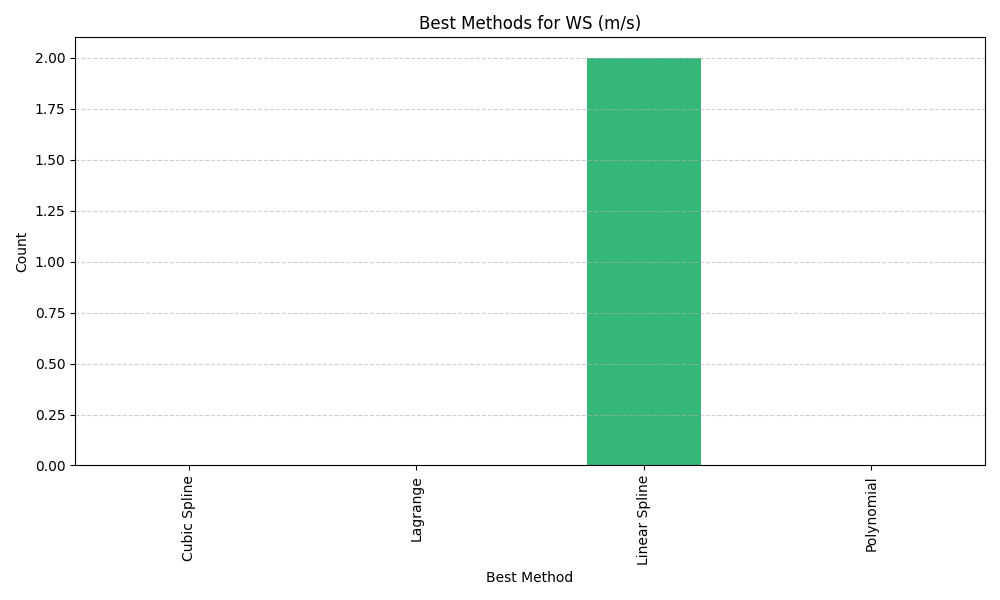 Best Methods for WS (m/s)
2.00
1.75
1.50
1.25
1.00
0.75
0.50
0.25
0.00
Count
Cubic Spline
Lagrange
Linear Spline
Polynomial
Best Method